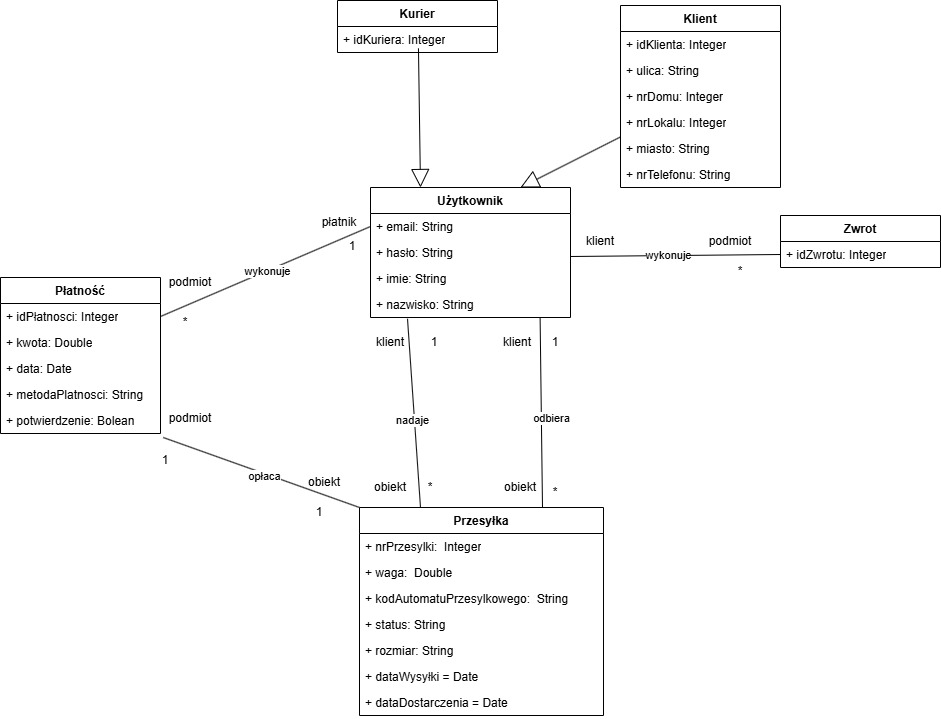 Kurier
+ idKuriera: Integer
Klient
+ idKlienta: Integer
+ ulica: String
+ nrDomu: Integer
+ nrLokalu: Integer
+ miasto: String
+ nrTelefonu: String
Użytkownik
+ email: String
+ hasło: String
+ imie: String
+ nazwisko: String
Zwrot
+ idZwrotu: Integer
klient
wykonuje
podmiot
*
płatnik
1
wykonuje
podmiot
*
Płatność
+ idPłatnosci: Integer
+ kwota: Double
+ data: Date
+ metodaPlatnosci: String
+ potwierdzenie: Bolean
klient
1
nadaje
obiekt
*
klient
1
odbiera
obiekt
*
podmiot
1
opłaca
obiekt
1
Przesyłka
+ nrPrzesylki: Integer
+ waga: Double
+ kodAutomatuPrzesylkowego: String
+ status: String
+ rozmiar: String
+ dataWysyłki = Date
+ dataDostarczenia = Date